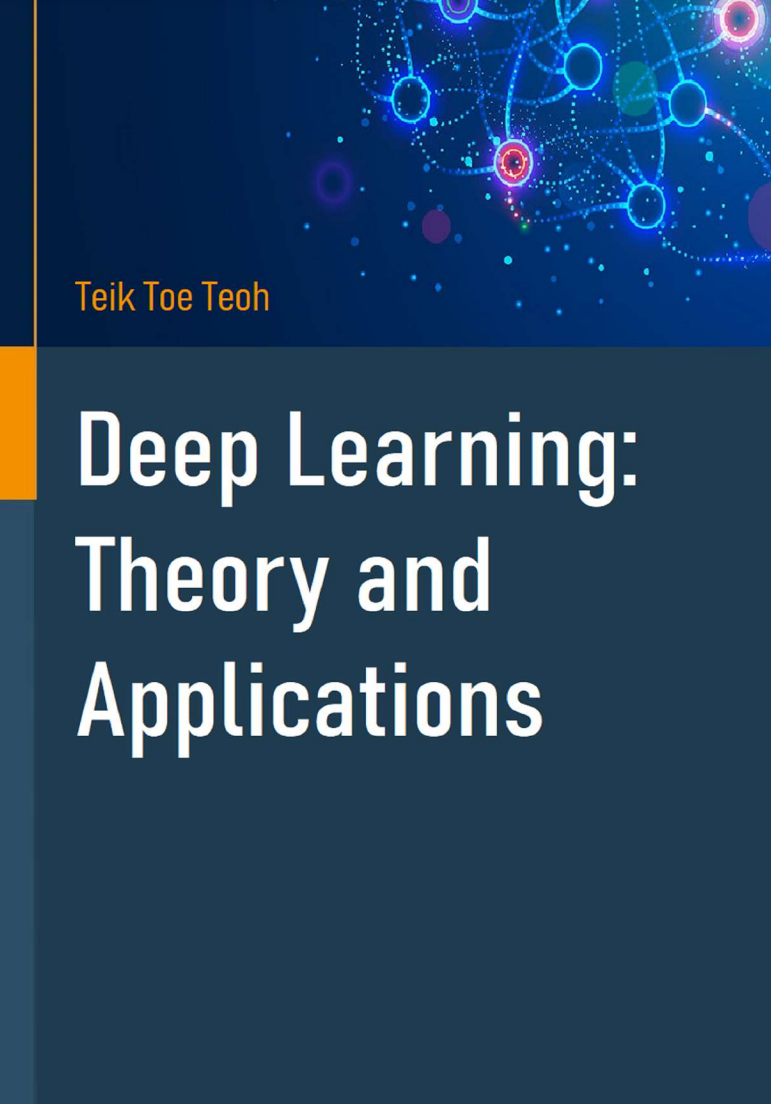 Teik Toe Teoh
Deep Learning:
Theory and
Applications